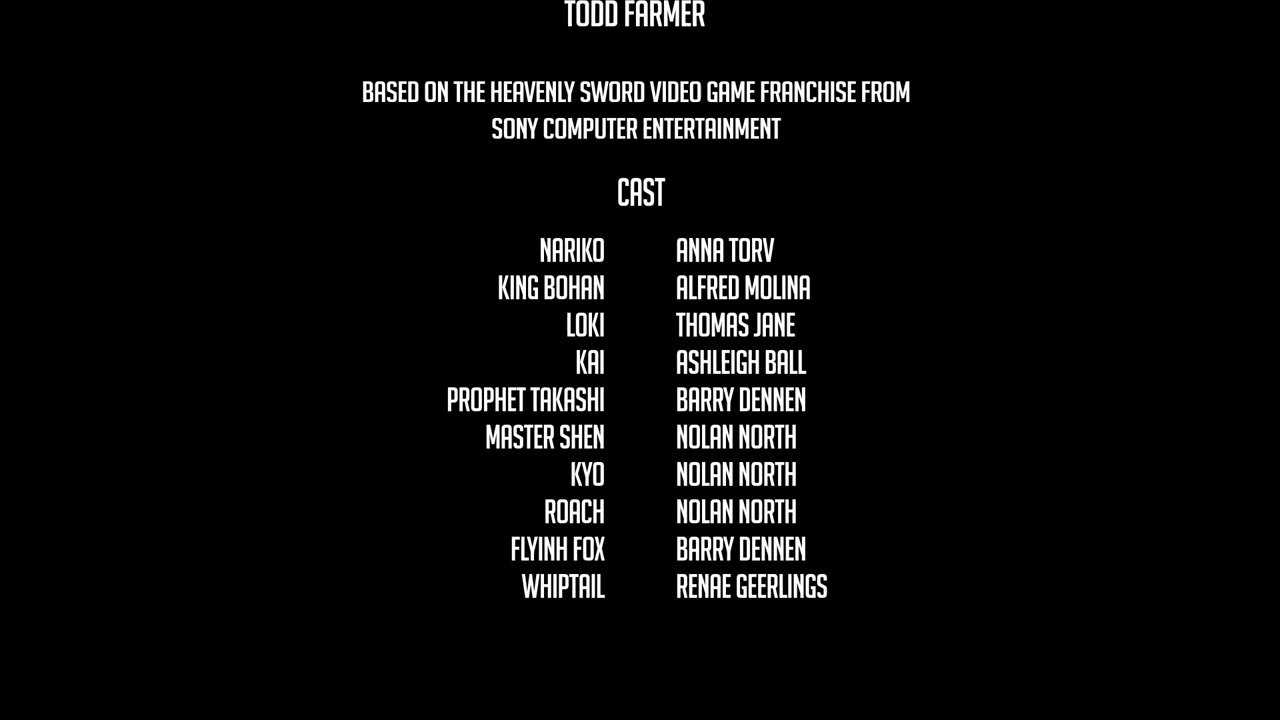 TODD FARMER
BASED ON THE HEAVENLY SWORD VIDEO GAME FRANCHISE FROM
SONY COMPUTER ENTERTAINMENT
CAST
NARIKO ANNA TORV
KING BOHAN ALFRED MOLINA
LOKI THOMAS JANE
KAI ASHLEIGH BALL
PROPHET TAKASHI BARRY DENNEN
MASTER SHEN NOLAN NORTH
KYO NOLAN NORTH
ROACH NOLAN NORTH
FLYINH FOX BARRY DENNEN
WHIPTAIL RENAE GEERLINGS